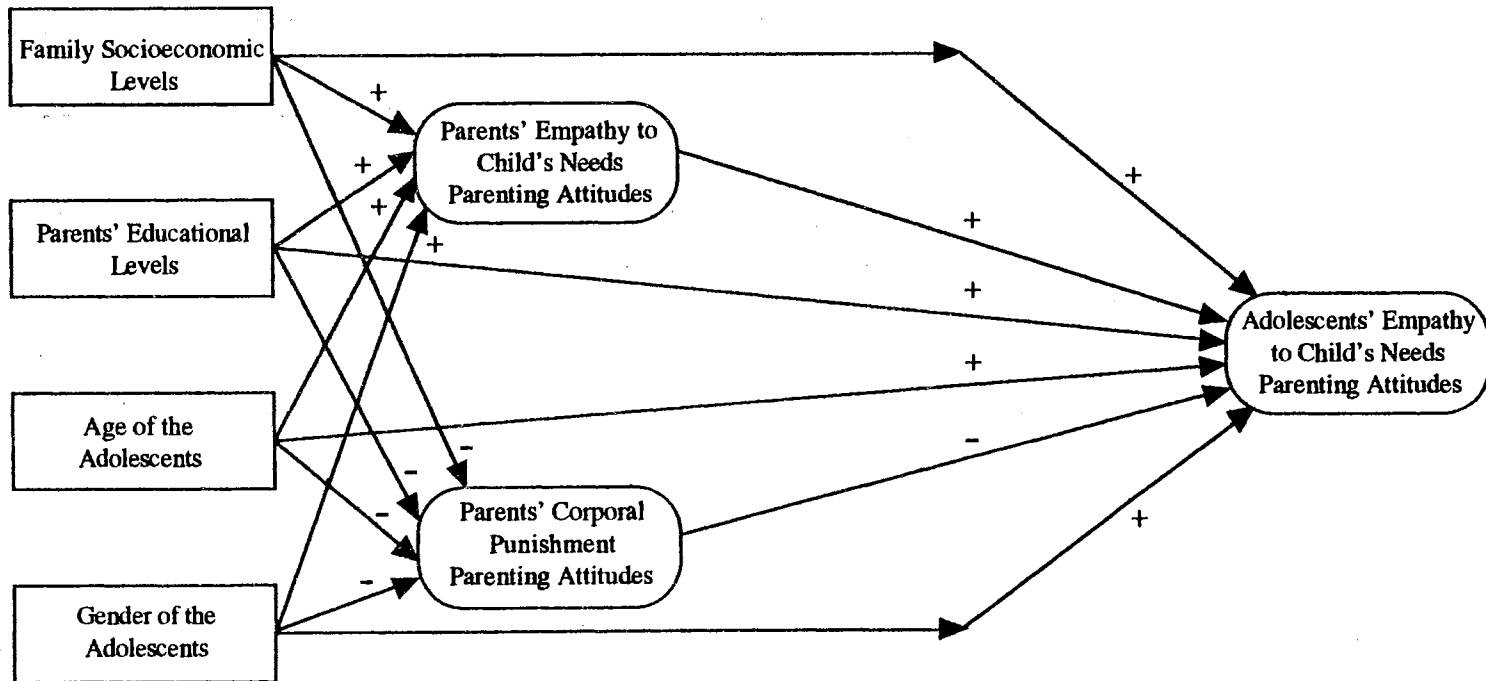 Family Socioeconomic
Levels
+
+
Parents' Empathy to
Child's Needs
Parenting Attitudes
+
+
+
+
Parents' Educational
Levels
+
+
Adolescents' Empathy
to Child's Needs
Parenting Attitudes
+
Age of the
Adolescents
-
-
-
-
Parents' Corporal
Punishment
Parenting Attitudes
+
-
Gender of the
Adolescents